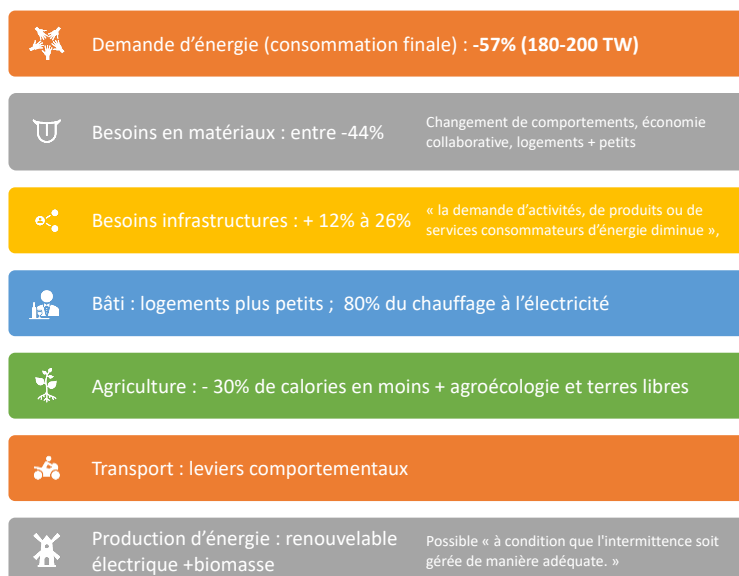 Demande d’énergie (consommation finale) : -57% (180-200 TW)
Besoins en matériaux : entre -44%
Changement de comportements, économie
collaborative, logements + petits
Besoins infrastructures : + 12% à 26%
« la demande d’activités, de produits ou de
services consommateurs d’énergie diminue »,
Bâti : logements plus petits ; 80% du chauffage à l’électricité
Agriculture : - 30% de calories en moins + agroécologie et terres libres
Transport : leviers comportementaux
Production d’énergie : renouvelable
électrique +biomasse
Possible « à condition que l'intermittence soit
gérée de manière adéquate. »